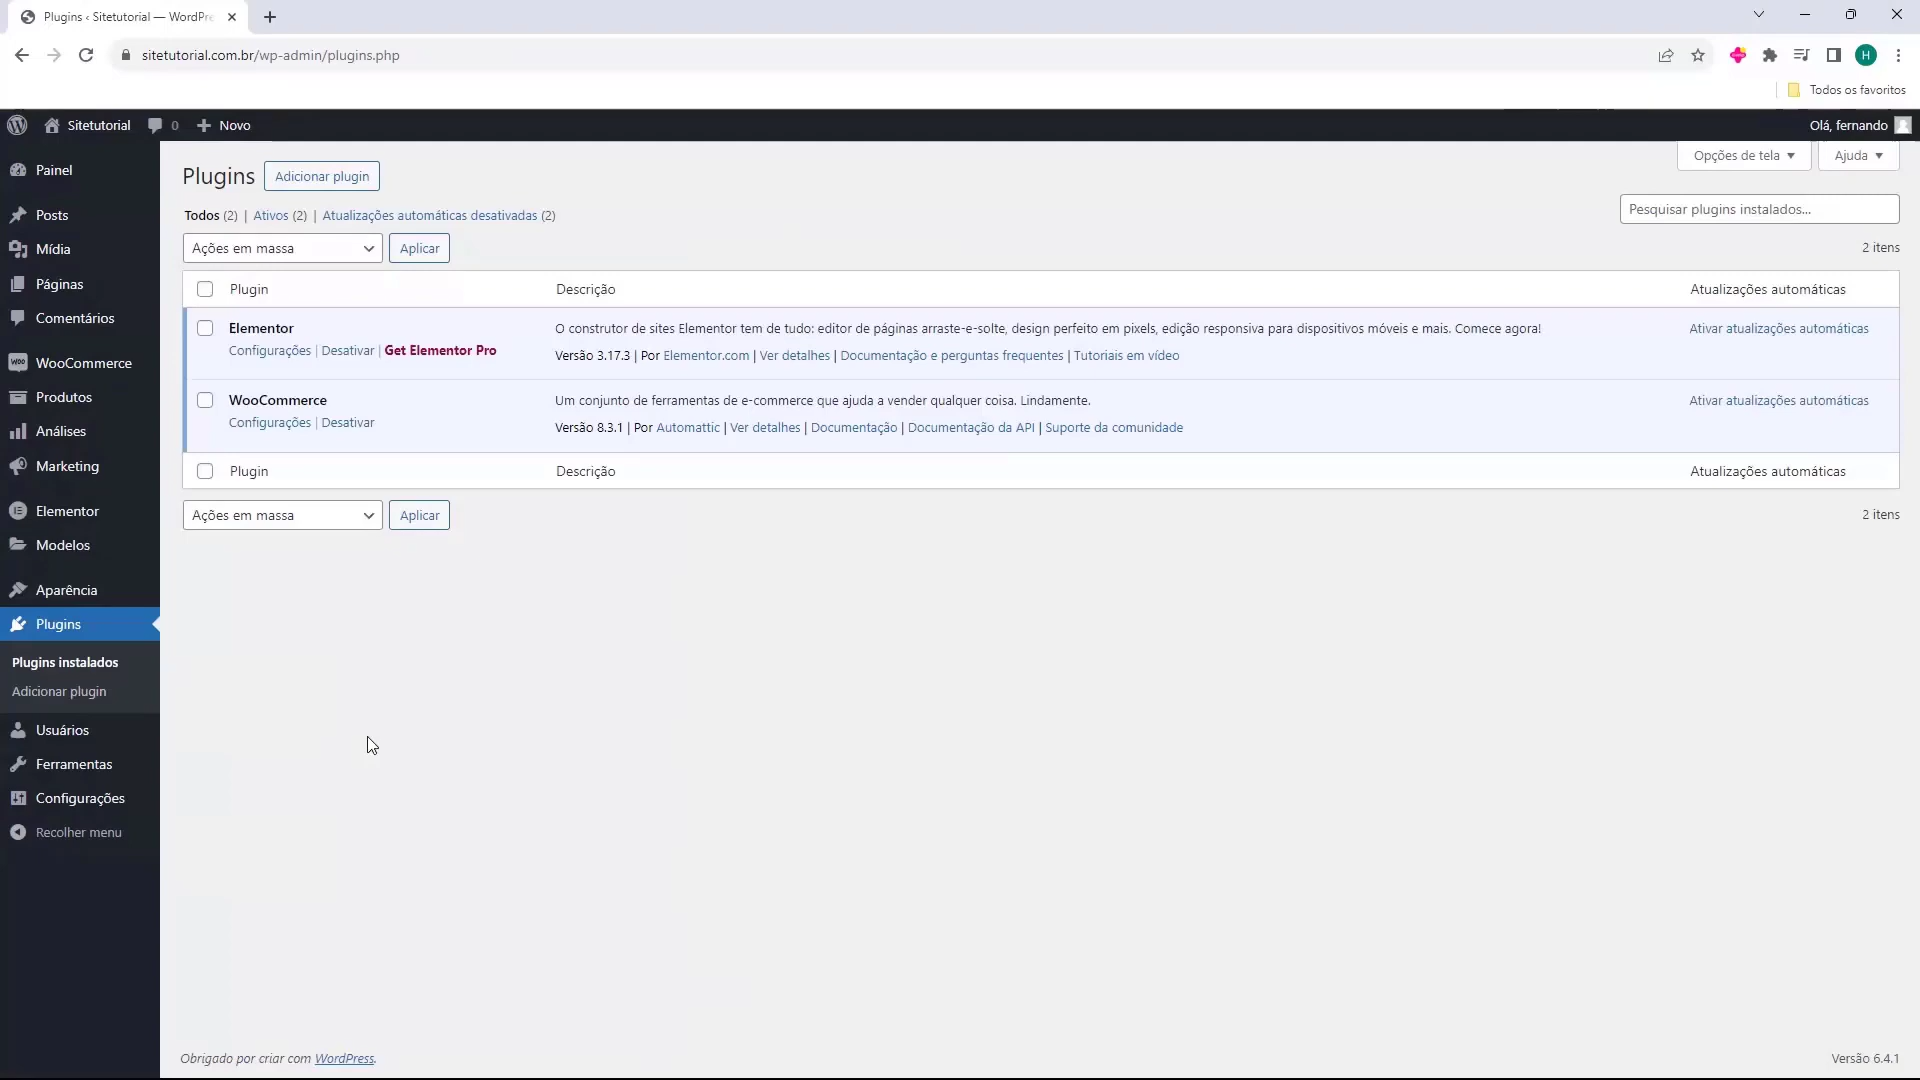 Plugins ‹ Sitetutorial — WordPre
sitetutorial.com.br/wp-admin/plugins.php
H
Todos os favoritos
Sitetutorial
0
Novo
Olá, fernando
Painel
Posts
Mídia
Páginas
Comentários
Woo WooCommerce
Produtos
Análises
Marketing
Elementor
Modelos
Aparência
Plugins
Plugins instalados
Adicionar plugin
Usuários
Ferramentas
Configurações
Recolher menu
Opções de tela
Ajuda
Plugins
Adicionar plugin
Todos (2) | Ativos (2) | Atualizações automáticas desativadas (2)
Pesquisar plugins instalados...
Ações em massa
Aplicar
2 itens
Plugin
Descrição
Atualizações automáticas
Elementor
Configurações | Desativar | Get Elementor Pro
O construtor de sites Elementor tem de tudo: editor de páginas arraste-e-solte, design perfeito em pixels, edição responsiva para dispositivos móveis e mais. Comece agora!
Versão 3.17.3 | Por Elementor.com | Ver detalhes | Documentação e perguntas frequentes | Tutoriais em vídeo
Ativar atualizações automáticas
WooCommerce
Configurações | Desativar
Um conjunto de ferramentas de e-commerce que ajuda a vender qualquer coisa. Lindamente.
Versão 8.3.1 | Por Automattic | Ver detalhes | Documentação | Documentação da API | Suporte da comunidade
Ativar atualizações automáticas
Plugin
Descrição
Atualizações automáticas
Ações em massa
Aplicar
2 itens
Obrigado por criar com WordPress.
Versão 6.4.1